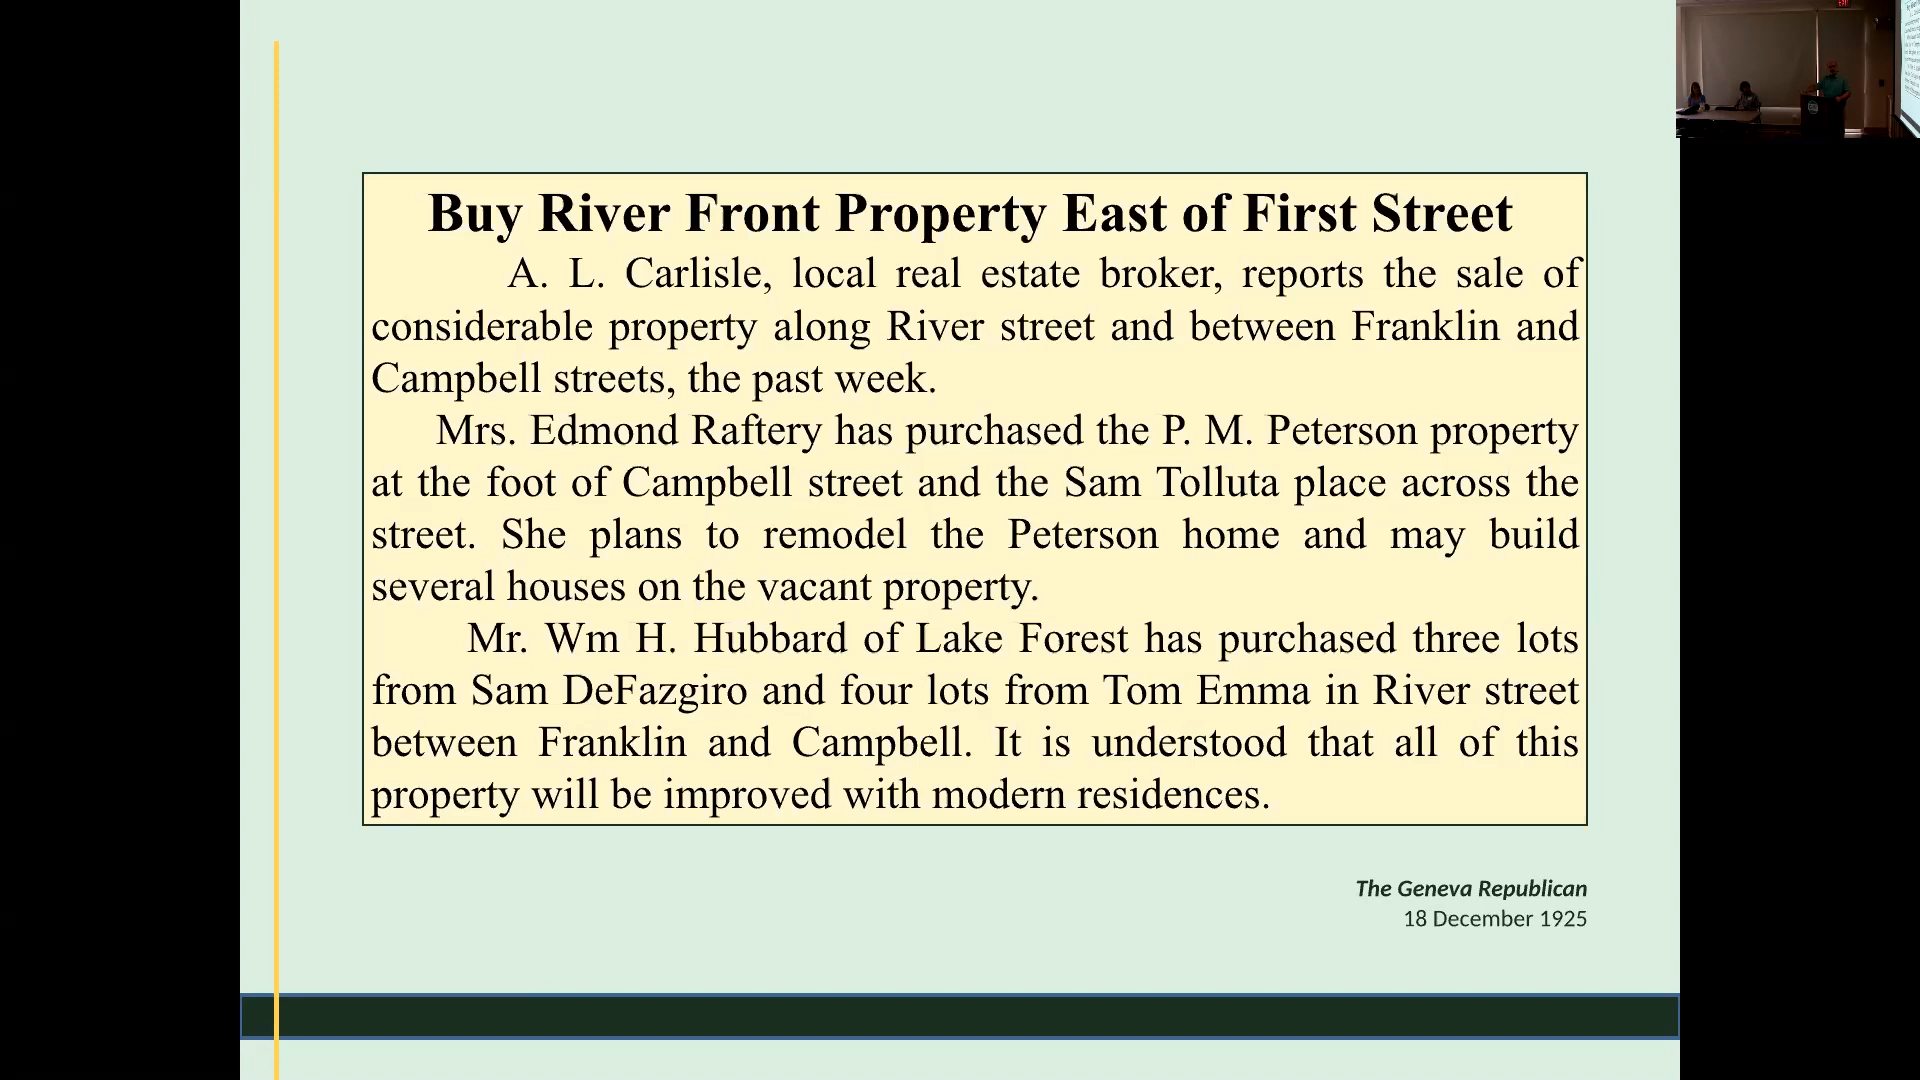 Buy River Front Property East of First Street
A. L. Carlisle, local real estate broker, reports the sale of
considerable property along River street and between Franklin and
Campbell streets, the past week.
Mrs. Edmond Raftery has purchased the P. M. Peterson property
at the foot of Campbell street and the Sam Tolluta place across the
street. She plans to remodel the Peterson home and may build
several houses on the vacant property.
Mr. Wm H. Hubbard of Lake Forest has purchased three lots
from Sam DeFazgiro and four lots from Tom Emma in River street
between Franklin and Campbell. It is understood that all of this
property will be improved with modern residences.
The Geneva Republican
18 December 1925